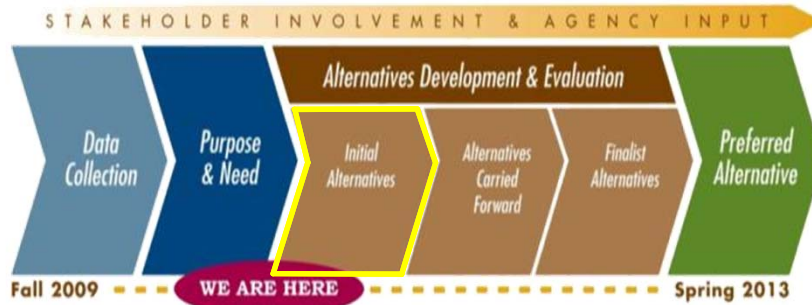 STAKEHOLDER INVOLVEMENT & AGENCY INPUT
Alternatives Development & Evaluation
Data
Collection
Purpose
& Need
Initial
Alternatives
Alternatives
Carried
Forward
Finalist
Alternatives
Preferred
Alternative
Fall 2009
WE ARE HERE
Spring 2013